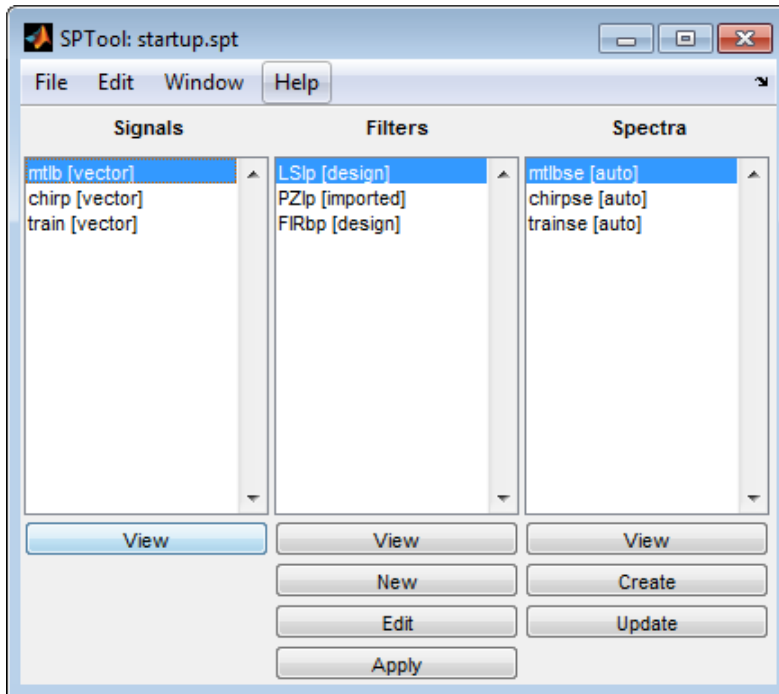 SPTool: startup.spt
File Edit Window Help
Signals Filters Spectra
mtlb [vector] LSlp [design] mtlbse [auto]
chirp [vector] PZlp [imported] chirpse [auto]
train [vector] FIRbp [design] trainse [auto]
View View View
New Create
Edit Update
Apply